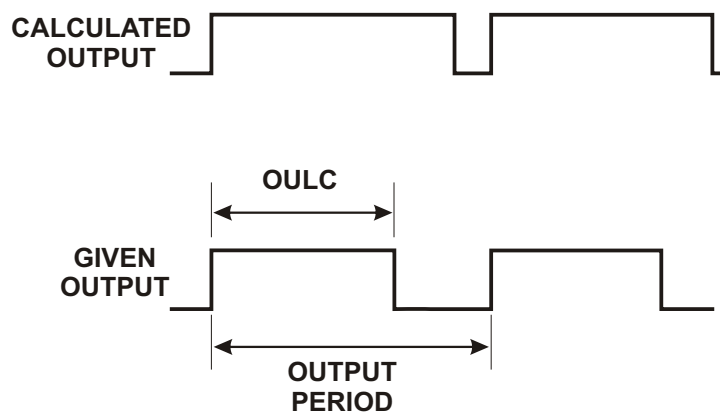 CALCULATED
OUTPUT
OULC
GIVEN
OUTPUT
OUTPUT
PERIOD